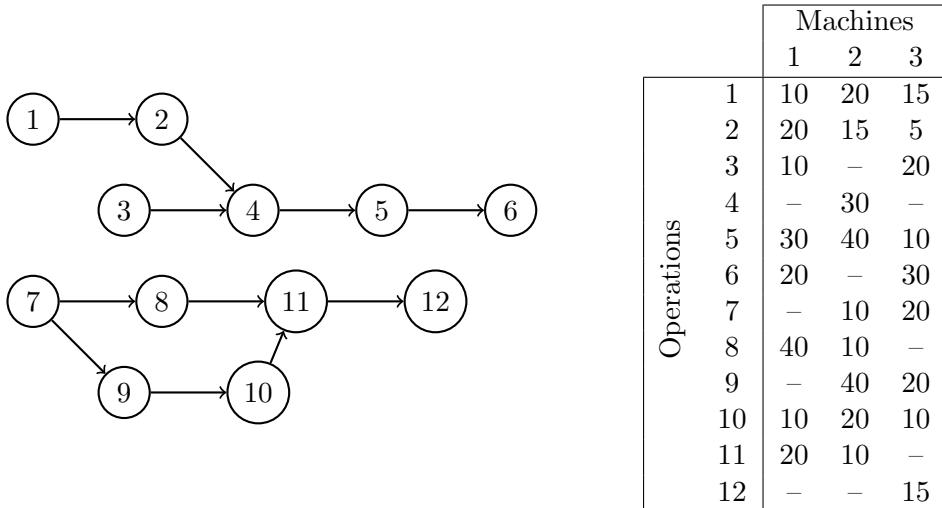 Machines
1 2 3
1 2
3 4 5 6
7 8 11 12
9 10
Operations
1 10 20 15
2 20 15 5
3 10 – 20
4 – 30 –
5 30 40 10
6 20 – 30
7 – 10 20
8 40 10 –
9 – 40 20
10 10 20 10
11 20 10 –
12 – – 15